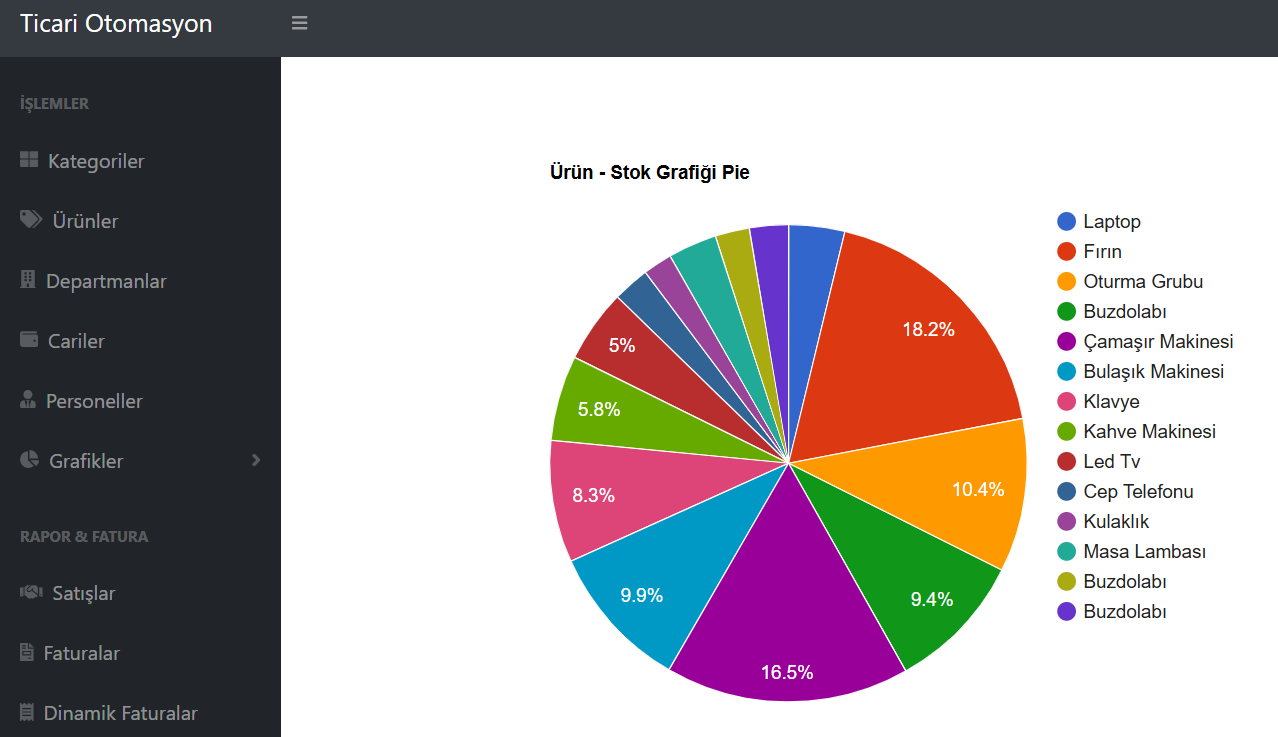 Ticari Otomasyon
İŞLEMLER
Kategoriler
Ürünler
Departmanlar
Cariler
Personeller
Grafikler
RAPOR & FATURA
Satışlar
Faturalar
Dinamik Faturalar
Ürün - Stok Grafiği Pie
18.2%
10.4%
9.4%
16.5%
9.9%
8.3%
5.8%
5%
Laptop
Fırın
Oturma Grubu
Buzdolabı
Çamaşır Makinesi
Bulaşık Makinesi
Klavye
Kahve Makinesi
Led Tv
Cep Telefonu
Kulaklık
Masa Lambası
Buzdolabı
Buzdolabı